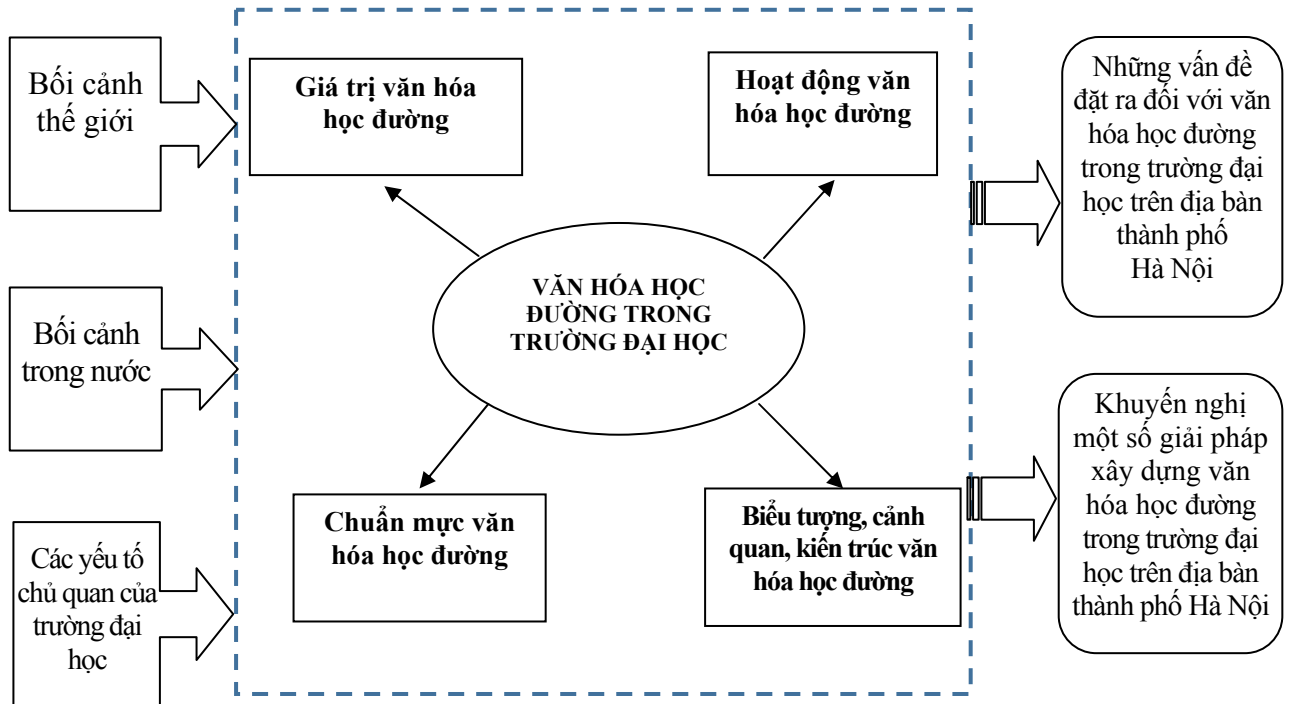 Bối cảnh
thế giới
Bối cảnh
trong nước
Các yếu tố
chủ quan của
trường đại
học
Giá trị văn hóa
học đường
Hoạt động văn
hóa học đường
VĂN HÓA HỌC
ĐƯỜNG TRONG
TRƯỜNG ĐẠI HỌC
Chuẩn mực văn
hóa học đường
Biểu tượng, cảnh
quan, kiến trúc văn
hóa học đường
Những vấn đề
đặt ra đối với văn
hóa học đường
trong trường đại
học trên địa bàn
thành phố
Hà Nội
Khuyến nghị
một số giải pháp
xây dựng văn
hóa học đường
trong trường đại
học trên địa bàn
thành phố Hà Nội